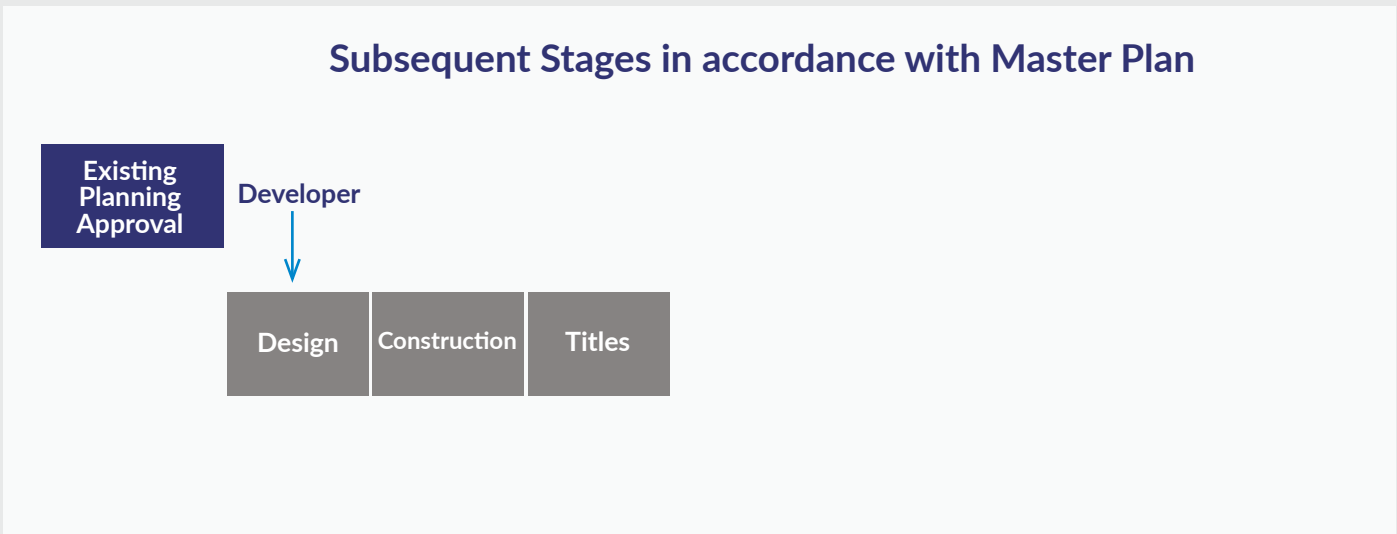 Subsequent Stages in accordance with Master Plan
Existing
Planning
Approval
Developer
Design
Construction
Titles